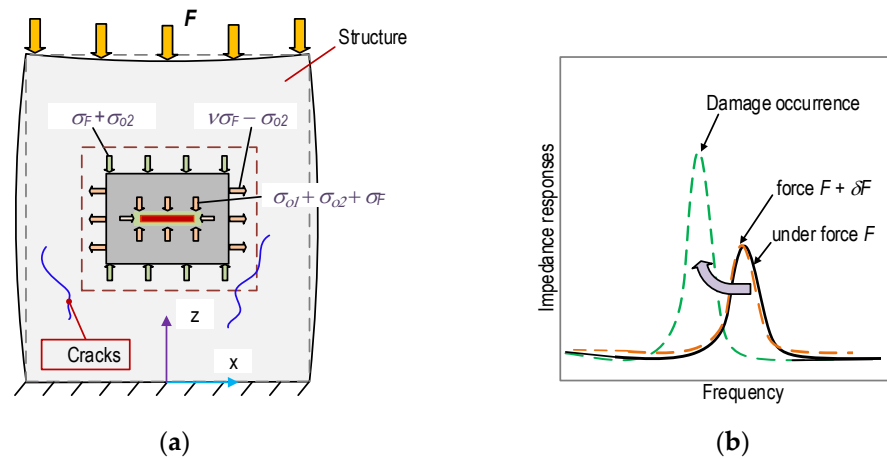 F
Structure
σF + σo2
νσF − σo2
σo1 + σo2 + σF
z
x
Cracks
(a)
Impedance responses
Damage occurrence
force F + δF
under force F
Frequency
(b)